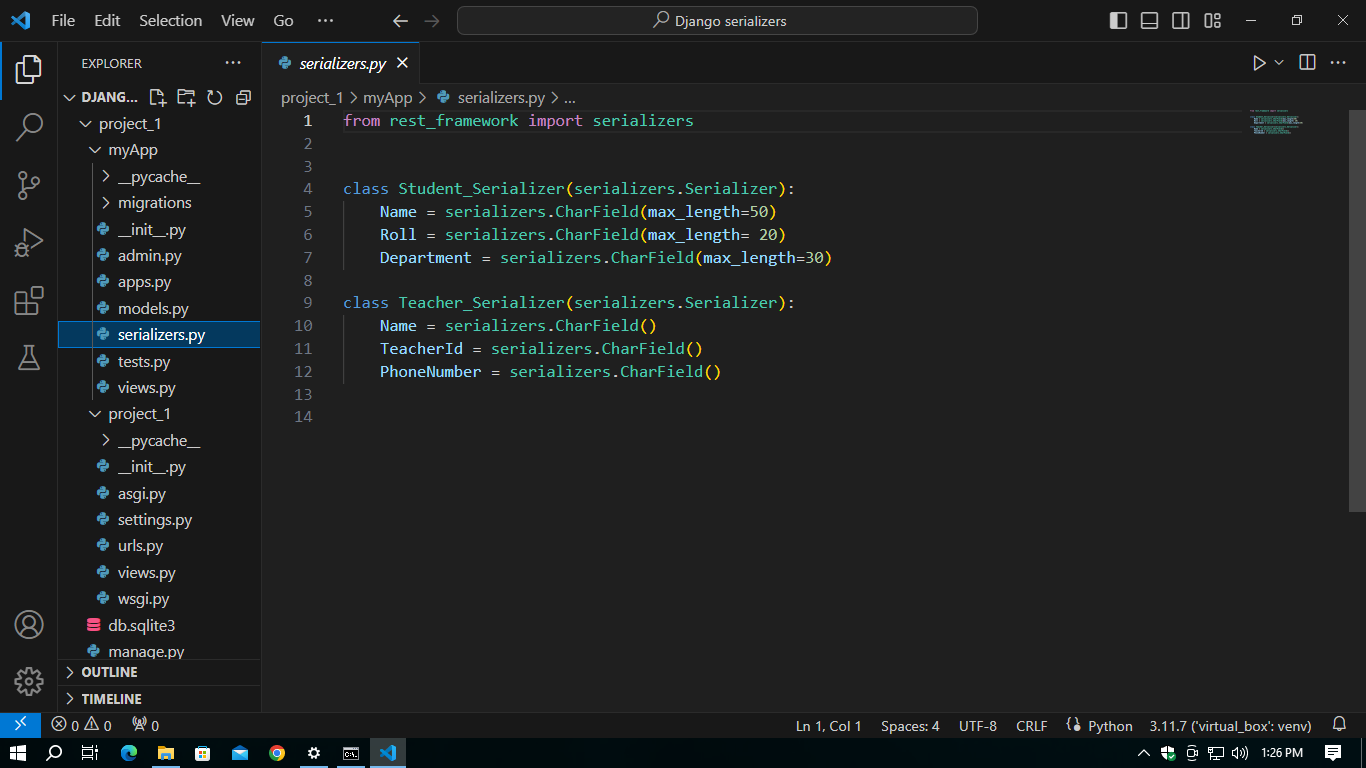 File Edit Selection View Go ··· Django serializers
EXPLORER ···
serializers.py
DJANG...
project_1 > myApp > serializers.py > ...
project_1
myApp
__pycache__
migrations
__init__.py
admin.py
apps.py
models.py
serializers.py
tests.py
views.py
project_1
__pycache__
__init__.py
asgi.py
settings.py
urls.py
views.py
wsgi.py
db.sqlite3
manage.py
OUTLINE
TIMELINE
1 from rest_framework import serializers
2
3
4 class Student_Serializer(serializers.Serializer):
5 Name = serializers.CharField(max_length=50)
6 Roll = serializers.CharField(max_length= 20)
7 Department = serializers.CharField(max_length=30)
8
9 class Teacher_Serializer(serializers.Serializer):
10 Name = serializers.CharField()
11 TeacherId = serializers.CharField()
12 PhoneNumber = serializers.CharField()
13
14
0 0 0 Ln 1, Col 1 Spaces: 4 UTF-8 CRLF Python 3.11.7 ('virtual_box': venv)
1:26 PM